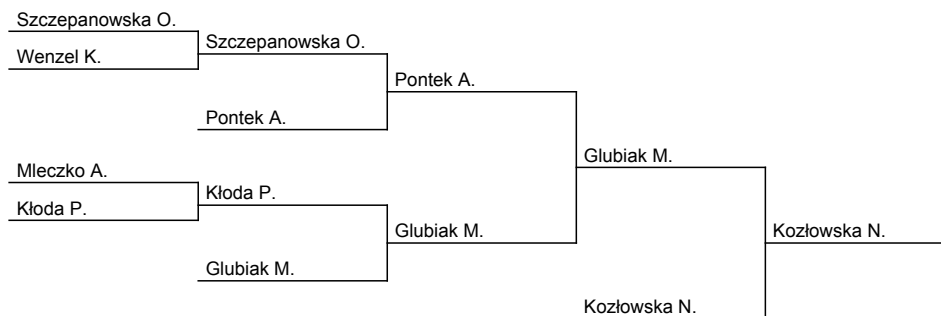 Szczepanowska O.
Wenzel K.
Szczepanowska O.
Pontek A.
Pontek A.
Mleczko A.
Kłoda P.
Kłoda P.
Glubiak M.
Glubiak M.
Glubiak M.
Kozłowska N.
Kozłowska N.